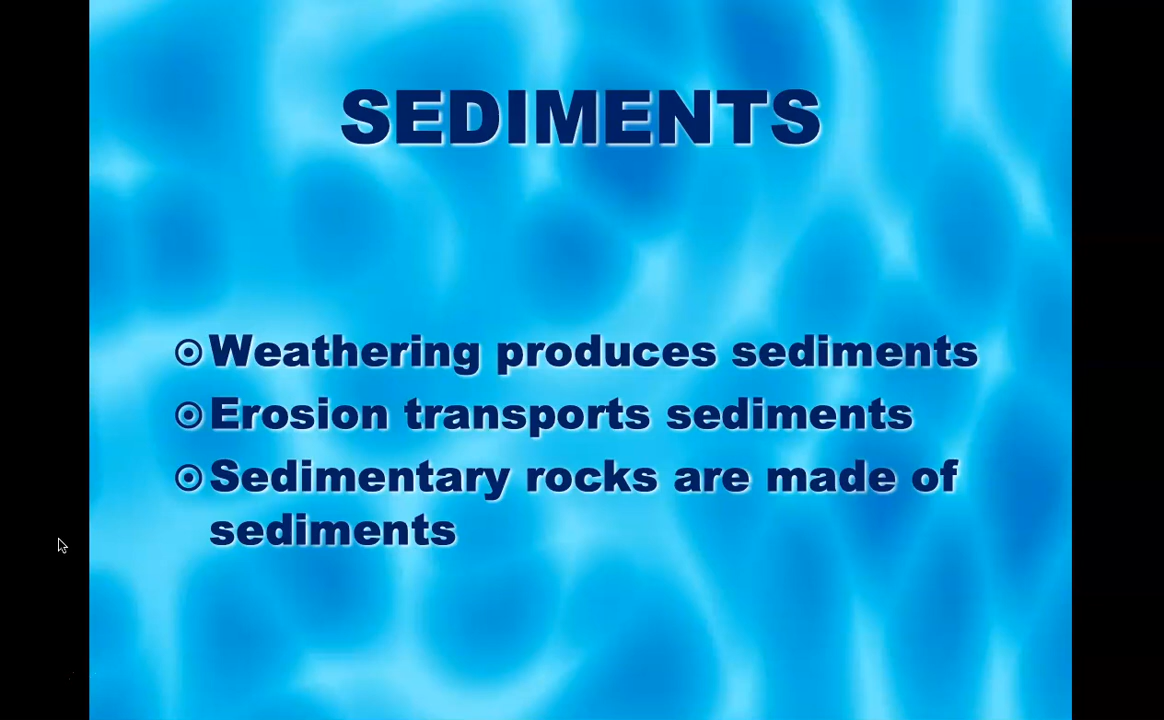 SEDIMENTS
Weathering produces sediments
Erosion transports sediments
Sedimentary rocks are made of
sediments